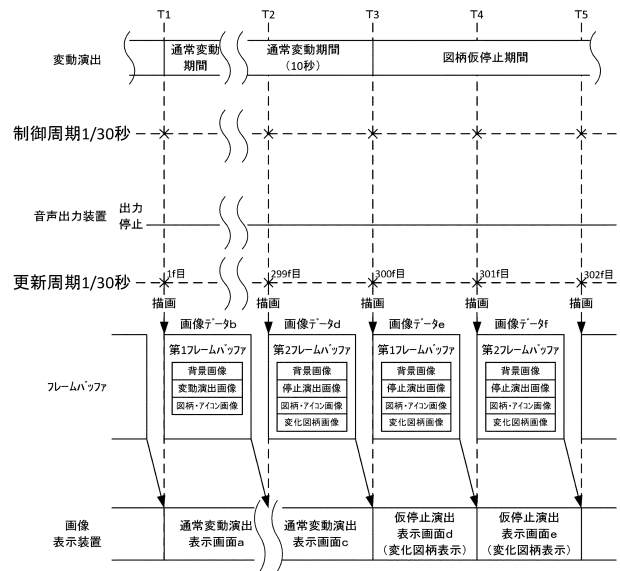 T1 T2 T3 T4 T5
変動演出
通常変動
期間
通常変動期間
(10秒)
図柄仮停止期間
制御周期1/30秒
音声出力装置
出力
停止
更新周期1/30秒
1f目 299f目 300f目 301f目 302f目
描画 描画 描画 描画 描画
画像データb 画像データd 画像データe 画像データf
フレームバッファ
第1フレームバッファ
背景画像
変動演出画像
図柄・アイコン画像
第2フレームバッファ
背景画像
停止演出画像
図柄・アイコン画像
変化図柄画像
第1フレームバッファ
背景画像
停止演出画像
図柄・アイコン画像
変化図柄画像
第2フレームバッファ
背景画像
停止演出画像
図柄・アイコン画像
変化図柄画像
画像
表示装置
通常変動演出
表示画面a
通常変動演出
表示画面c
仮停止演出
表示画面d
(変化図柄表示)
仮停止演出
表示画面e
(変化図柄表示)